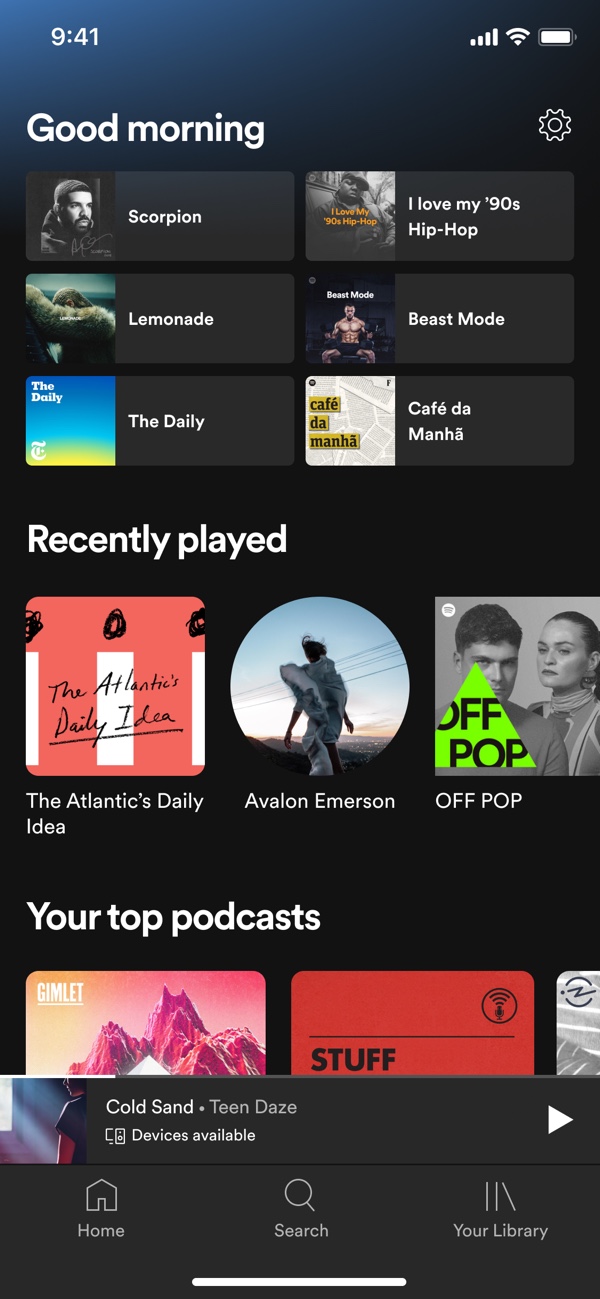 9:41
Good morning
Scorpion
I Love My
'90s Hip-Hop
I love my ’90s
Hip-Hop
LEMONADE
Lemonade
Beast Mode
Beast Mode
The
Daily
The Daily
café
da
manhã
F
Café da
Manhã
Recently played
The Atlantic's
Daily Idea
OFF
POP
The Atlantic’s Daily
Idea
Avalon Emerson
OFF POP
Your top podcasts
GIMLET
STUFF
Cold Sand • Teen Daze
Devices available
Home
Search
Your Library